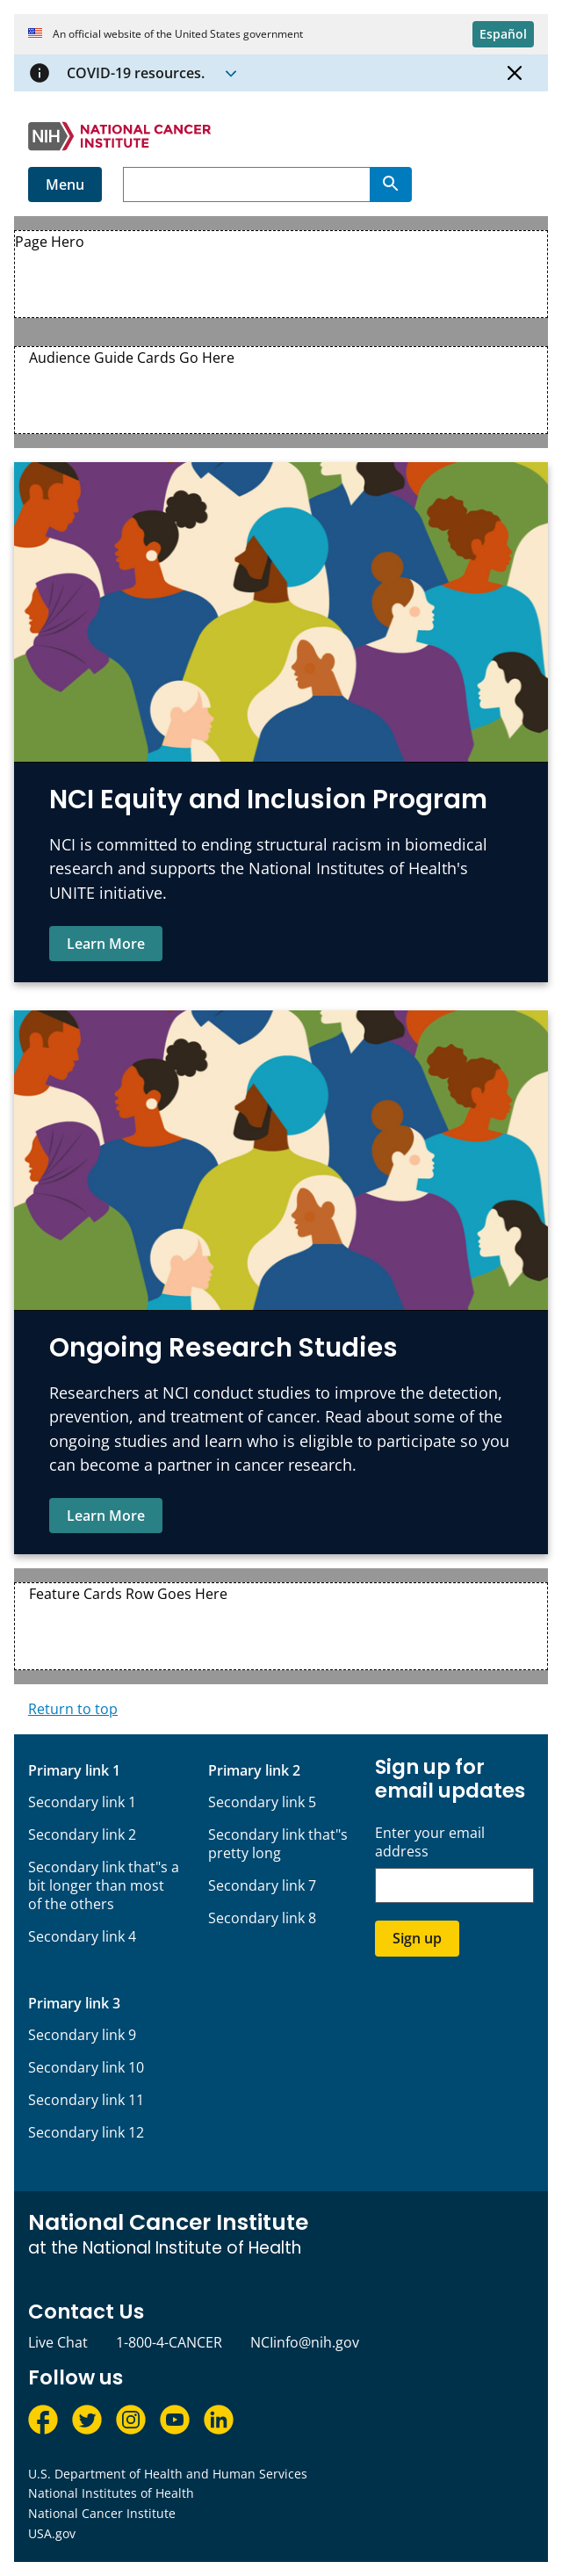 An official website of the United States government
Español
COVID-19 resources.
NIH NATIONAL CANCER
INSTITUTE
Menu
Page Hero
Audience Guide Cards Go Here
NCI Equity and Inclusion Program
NCI is committed to ending structural racism in biomedical
research and supports the National Institutes of Health's
UNITE initiative.
Learn More
Ongoing Research Studies
Researchers at NCI conduct studies to improve the detection,
prevention, and treatment of cancer. Read about some of the
ongoing studies and learn who is eligible to participate so you
can become a partner in cancer research.
Learn More
Feature Cards Row Goes Here
Return to top
Primary link 1
Secondary link 1
Secondary link 2
Secondary link that"s a
bit longer than most
of the others
Secondary link 4
Primary link 2
Secondary link 5
Secondary link that"s
pretty long
Secondary link 7
Secondary link 8
Primary link 3
Secondary link 9
Secondary link 10
Secondary link 11
Secondary link 12
Sign up for
email updates
Enter your email
address
Sign up
National Cancer Institute
at the National Institute of Health
Contact Us
Live Chat 1-800-4-CANCER NCIinfo@nih.gov
Follow us
U.S. Department of Health and Human Services
National Institutes of Health
National Cancer Institute
USA.gov